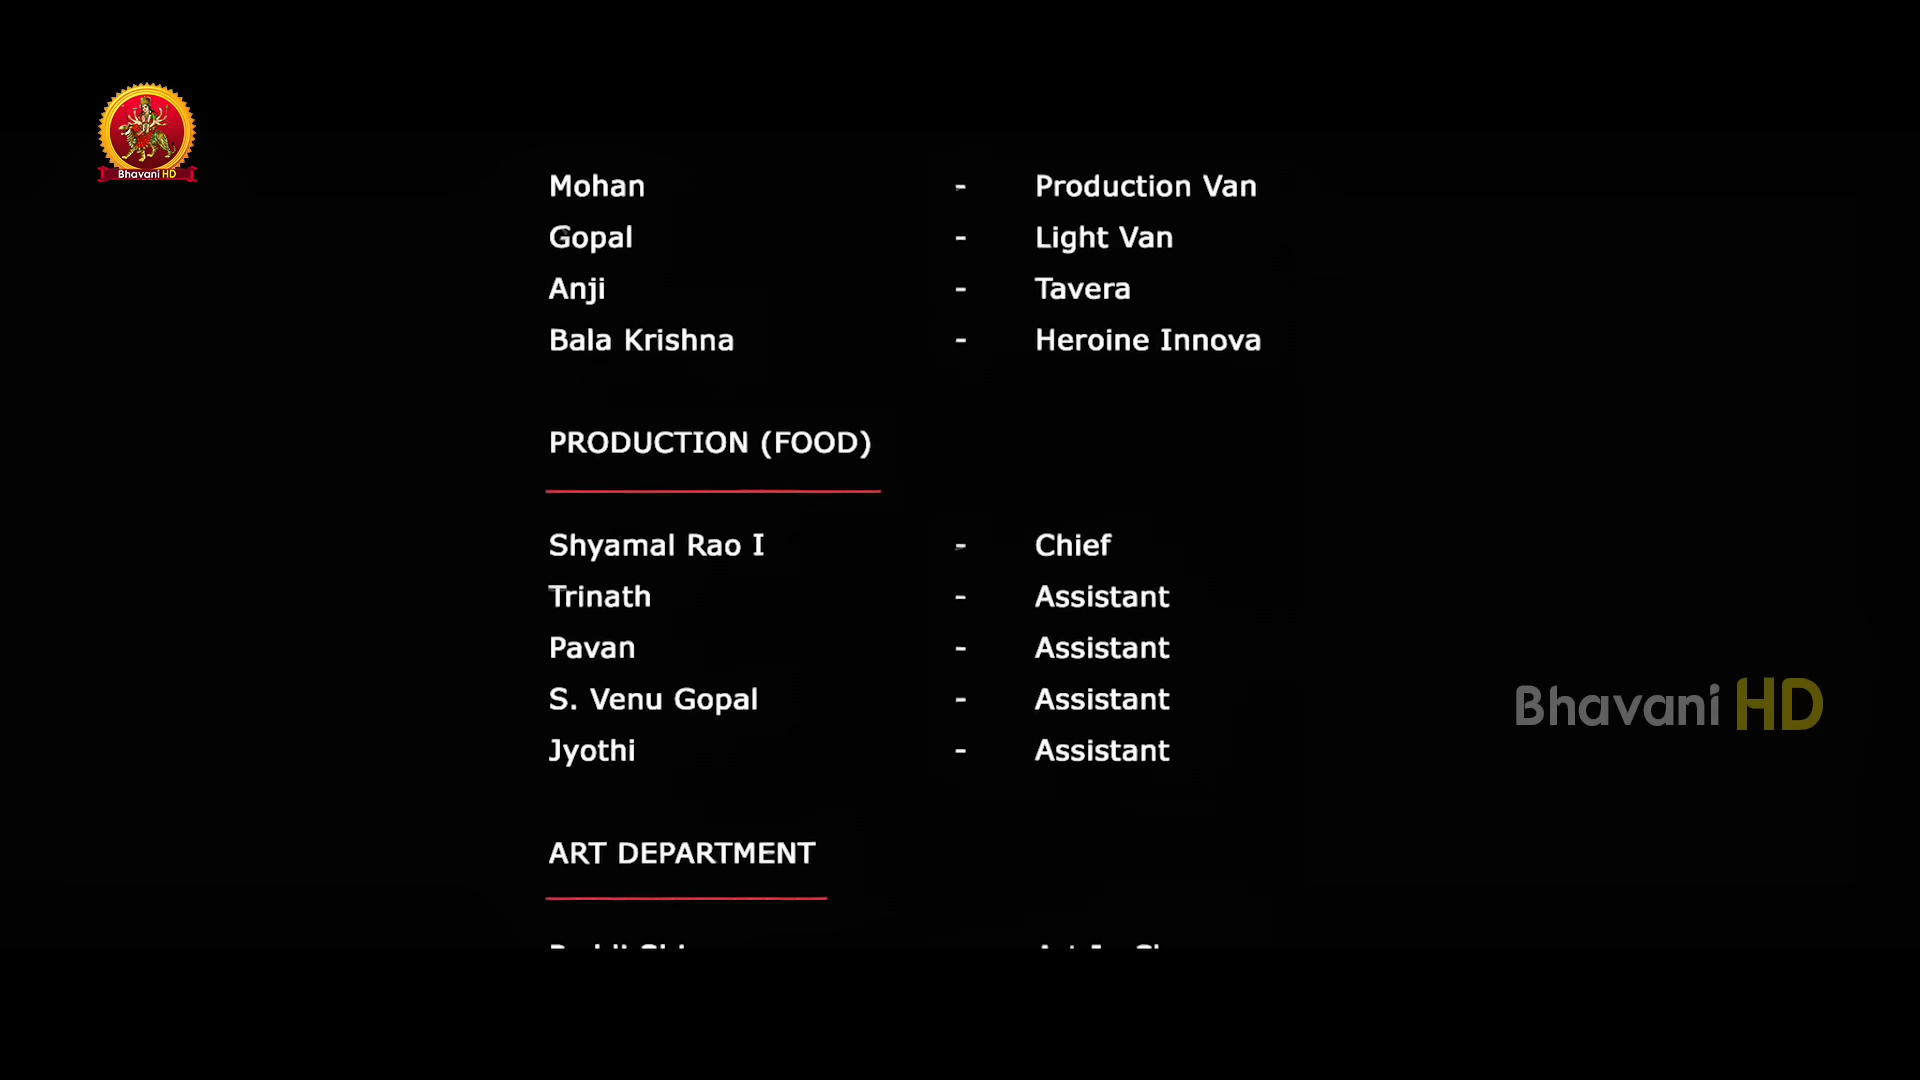 Bhavani HD
Mohan - Production Van
Gopal - Light Van
Anji - Tavera
Bala Krishna - Heroine Innova
PRODUCTION (FOOD)
Shyamal Rao I - Chief
Trinath - Assistant
Pavan - Assistant
S. Venu Gopal - Assistant
Jyothi - Assistant
Bhavani HD
ART DEPARTMENT